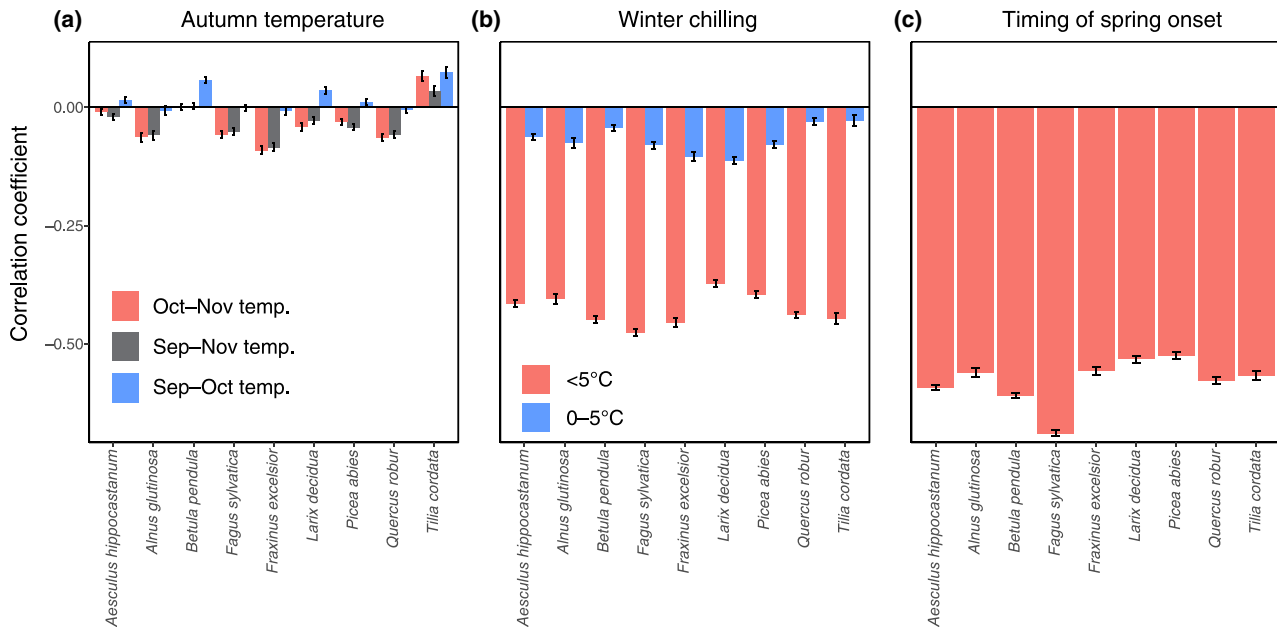 (a) Autumn temperature
(b) Winter chilling
(c) Timing of spring onset
Correlation coefficient
0.00
−0.25
−0.50
Oct–Nov temp.
Sep–Nov temp.
Sep–Oct temp.
<5°C
0–5°C
Aesculus hippocastanum
Alnus glutinosa
Betula pendula
Fagus sylvatica
Fraxinus excelsior
Larix decidua
Picea abies
Quercus robur
Tilia cordata
Aesculus hippocastanum
Alnus glutinosa
Betula pendula
Fagus sylvatica
Fraxinus excelsior
Larix decidua
Picea abies
Quercus robur
Tilia cordata
Aesculus hippocastanum
Alnus glutinosa
Betula pendula
Fagus sylvatica
Fraxinus excelsior
Larix decidua
Picea abies
Quercus robur
Tilia cordata